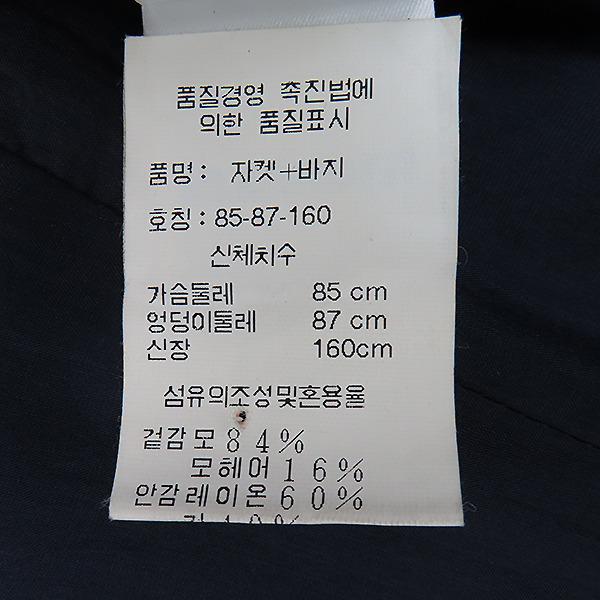 품질경영 촉진법에
의한 품질표시
품명: 자켓+바지
호칭: 85-87-160
신체치수
가슴둘레 85 cm
엉덩이둘레 87 cm
신장 160cm
섬유의조성및혼용율
겉감모84%
모헤어16%
안감레이온60%